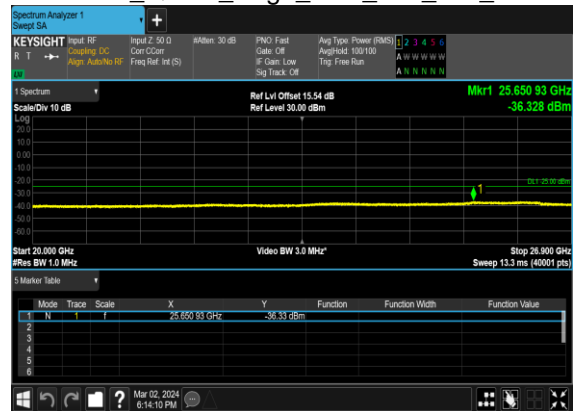 Spectrum Analyzer 1
Swept SA
+
KEYSIGHT Input: RF Input Z: 50 Ω #Atten: 30 dB PNO: Fast Avg Type: Power (RMS) 1 2 3 4 5 6
R T Coupling: DC Corr CCorr Gate: Off Avg|Hold: 100/100 A W W W W W
Align: Auto/No RF Freq Ref: Int (S) IF Gain: Low Trig: Free Run
LU Sig Track: Off A N N N N N
1 Spectrum Ref Lvl Offset 15.54 dB Mkr1 25.650 93 GHz
Scale/Div 10 dB Ref Level 30.00 dBm -36.328 dBm
Log
20.0
10.0
0.00
-10.0
-20.0
DL1 -25.00 dBm
1
-30.0
-40.0
-50.0
-60.0
Start 20.000 GHz Video BW 3.0 MHz* Stop 26.900 GHz
#Res BW 1.0 MHz Sweep 13.3 ms (40001 pts)
5 Marker Table
Mode Trace Scale X Y Function Function Width Function Value
1 N 1 f 25.650 93 GHz -36.33 dBm
2
3
4
5
6
? Mar 02, 2024
6:14:10 PM